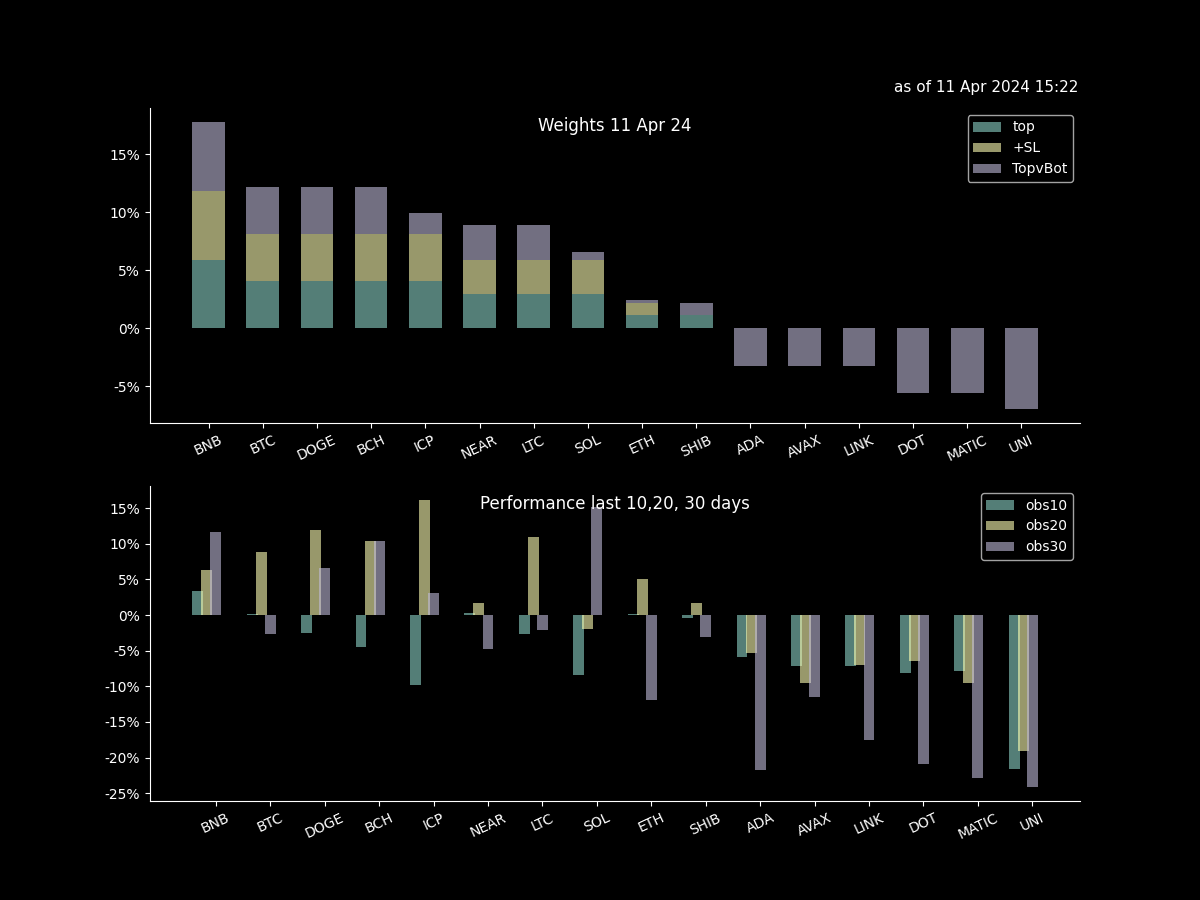 as of 11 Apr 2024 15:22
Weights 11 Apr 24
top
+SL
TopvBot
15%
10%
5%
0%
-5%
BNB BTC DOGE BCH ICP NEAR LTC SOL ETH SHIB ADA AVAX LINK DOT MATIC UNI
Performance last 10,20, 30 days
obs10
obs20
obs30
15%
10%
5%
0%
-5%
-10%
-15%
-20%
-25%
BNB BTC DOGE BCH ICP NEAR LTC SOL ETH SHIB ADA AVAX LINK DOT MATIC UNI